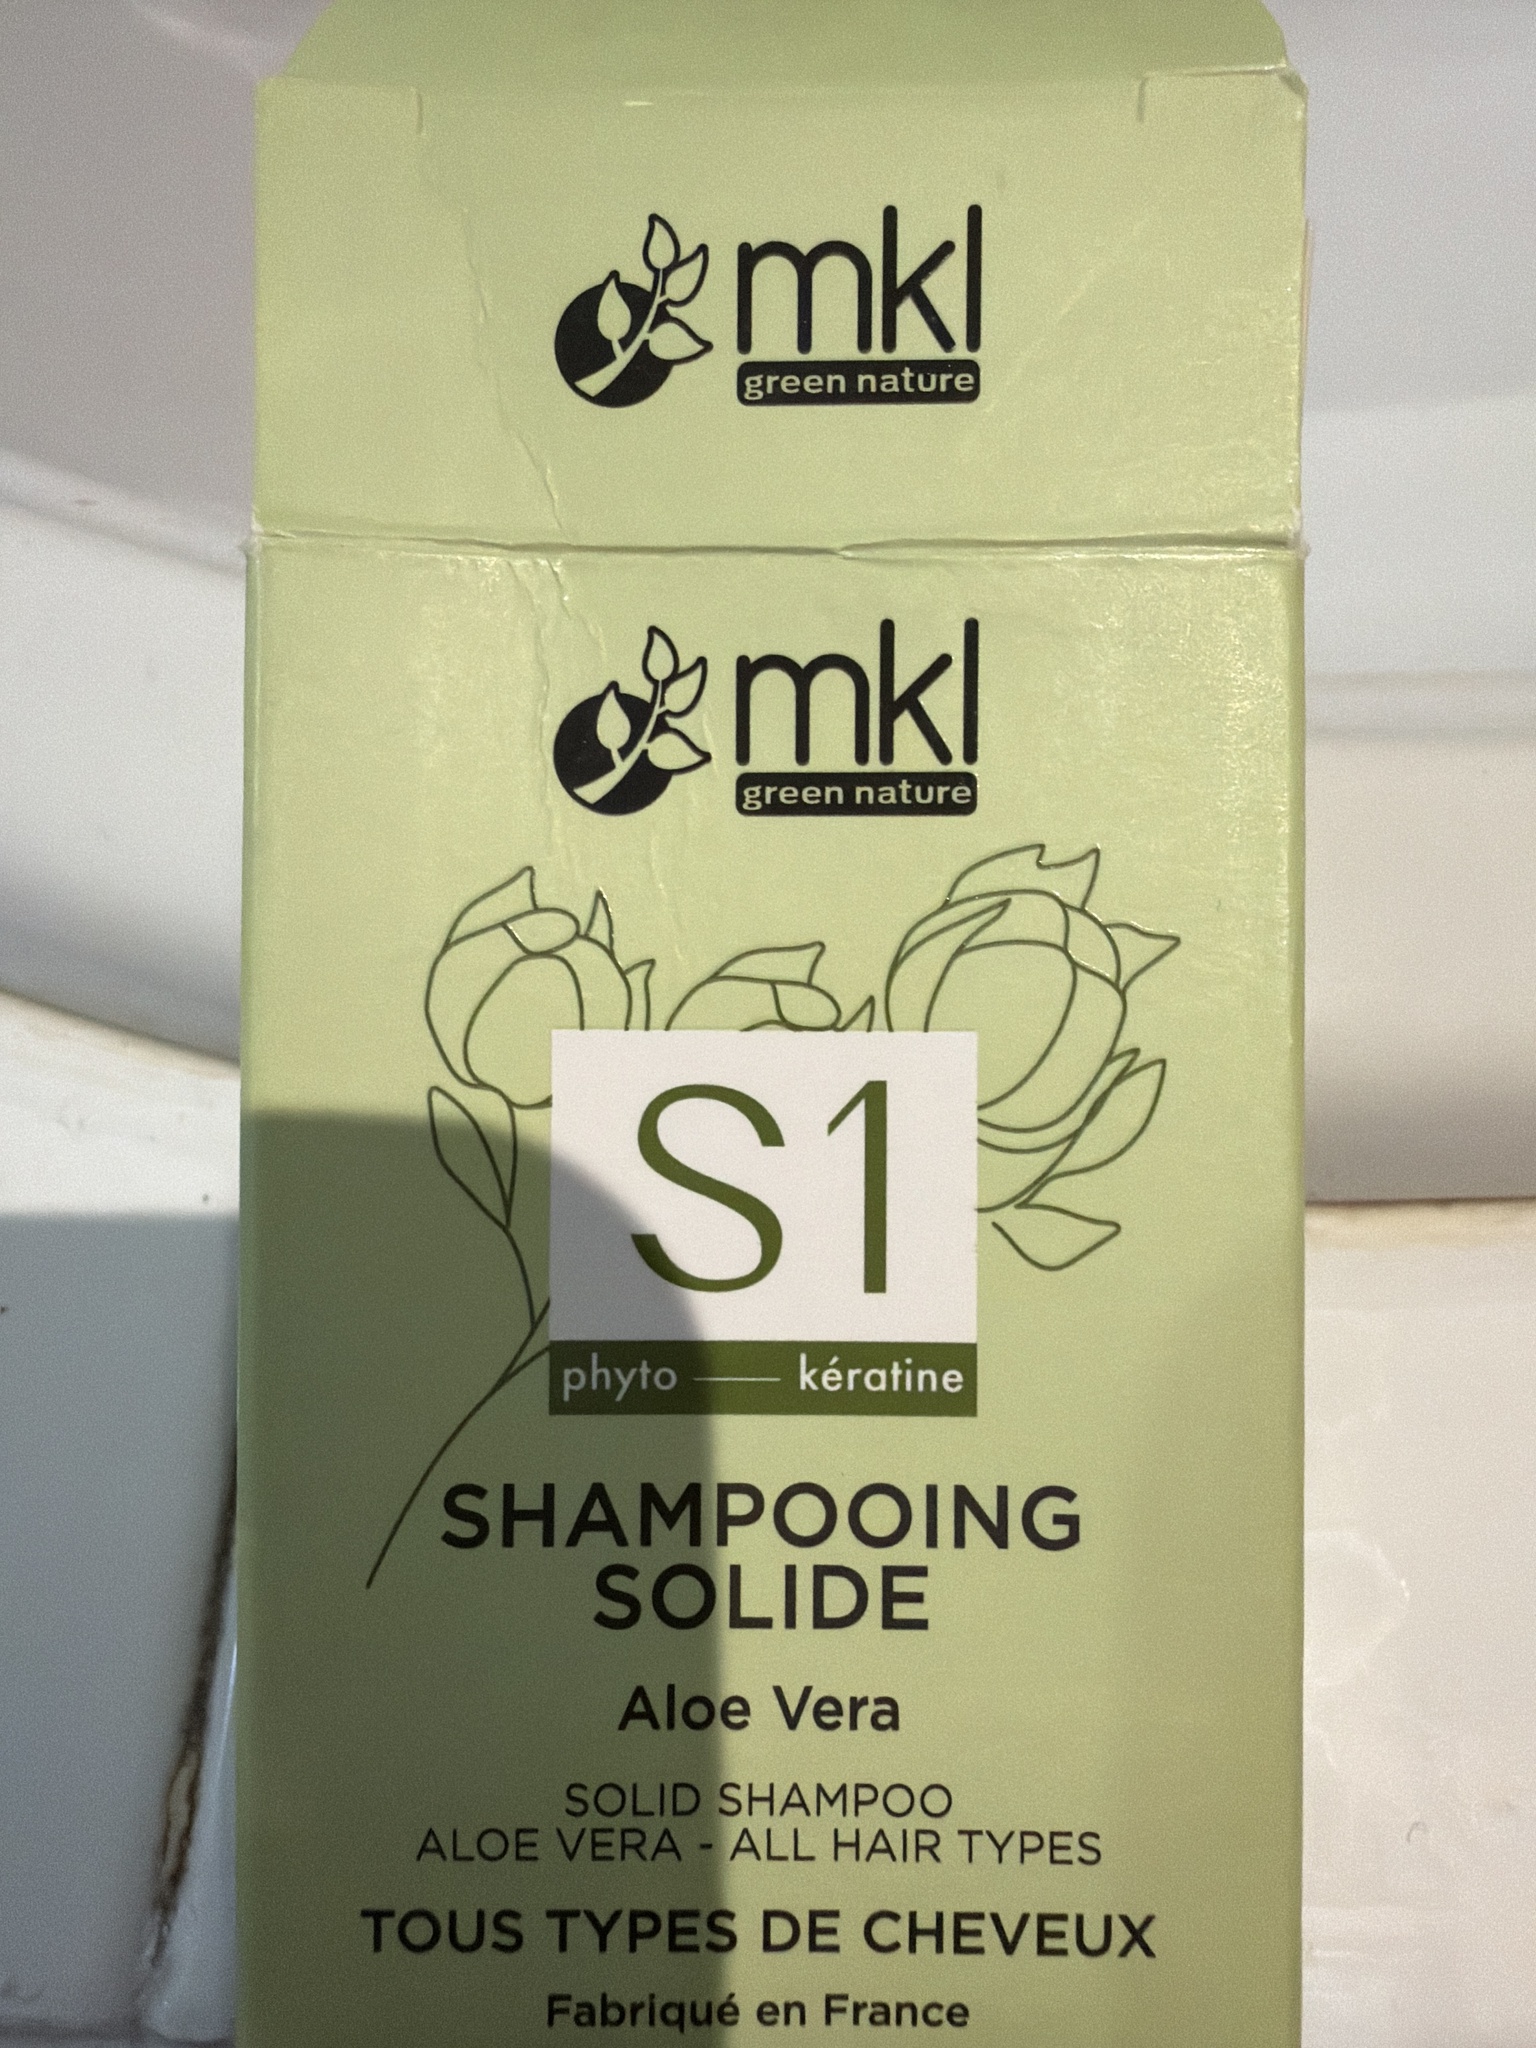 mkl
green nature
mkl
green nature
S1
phyto — kératine
SHAMPOOING
SOLIDE
Aloe Vera
SOLID SHAMPOO
ALOE VERA - ALL HAIR TYPES
TOUS TYPES DE CHEVEUX
Fabriqué en France